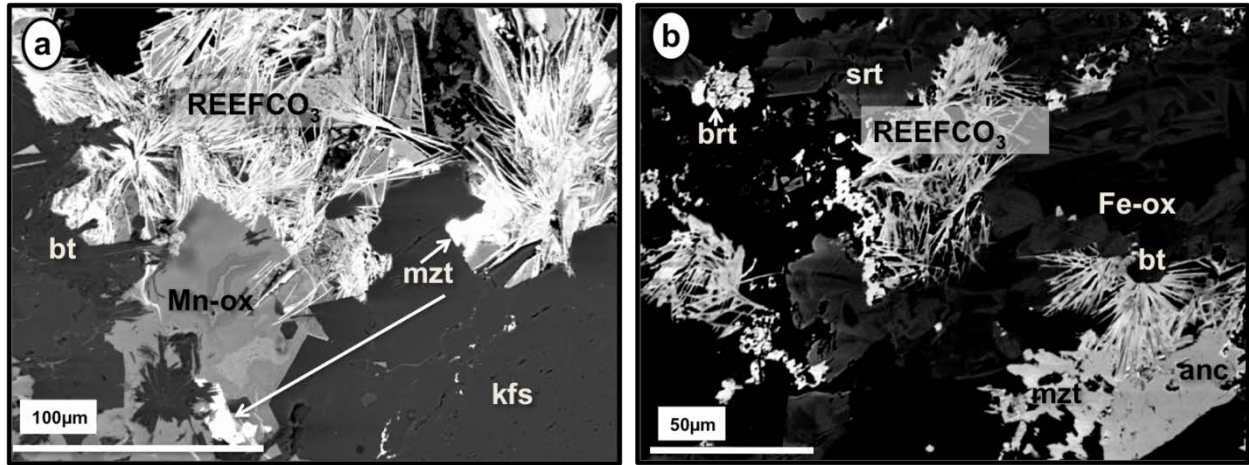 a
REEFCO₃
bt
mzt
Mn-ox
kfs
100µm
b
srt
brt
REEFCO₃
Fe-ox
bt
anc
mzt
50µm